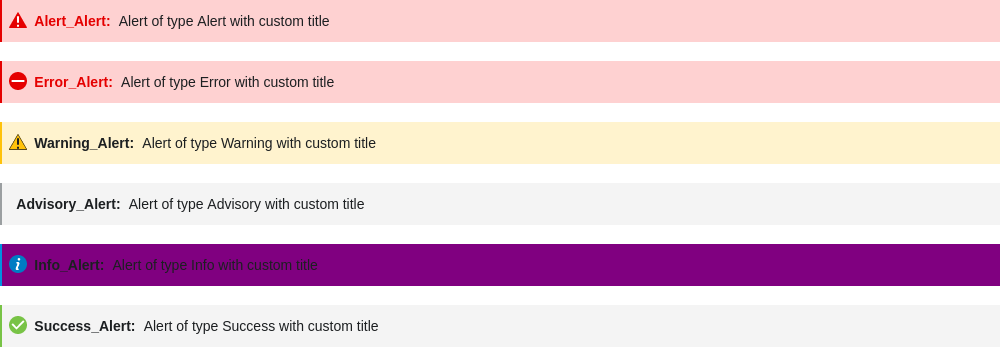 Alert_Alert: Alert of type Alert with custom title
Error_Alert: Alert of type Error with custom title
Warning_Alert: Alert of type Warning with custom title
Advisory_Alert: Alert of type Advisory with custom title
Info_Alert: Alert of type Info with custom title
Success_Alert: Alert of type Success with custom title